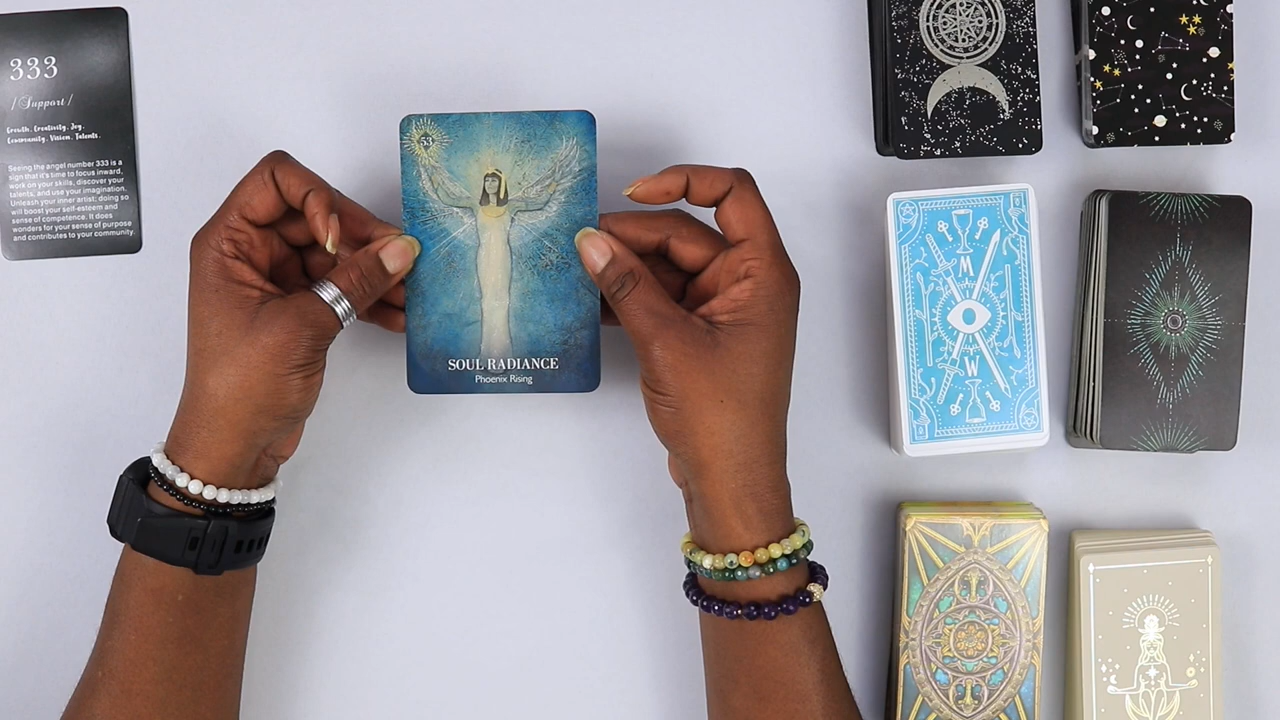 333
/Support/
Growth. Creativity. Joy.
Community. Vision. Talents.
Seeing the angel number 333 is a
sign that it's time to focus inward,
work on your skills, discover your
talents, and use your imagination.
Unleash your inner artist; doing so
will boost your self-esteem and
sense of competence. It does
wonders for your sense of purpose
and contributes to your community.
53
SOUL RADIANCE
Phoenix Rising
M
W